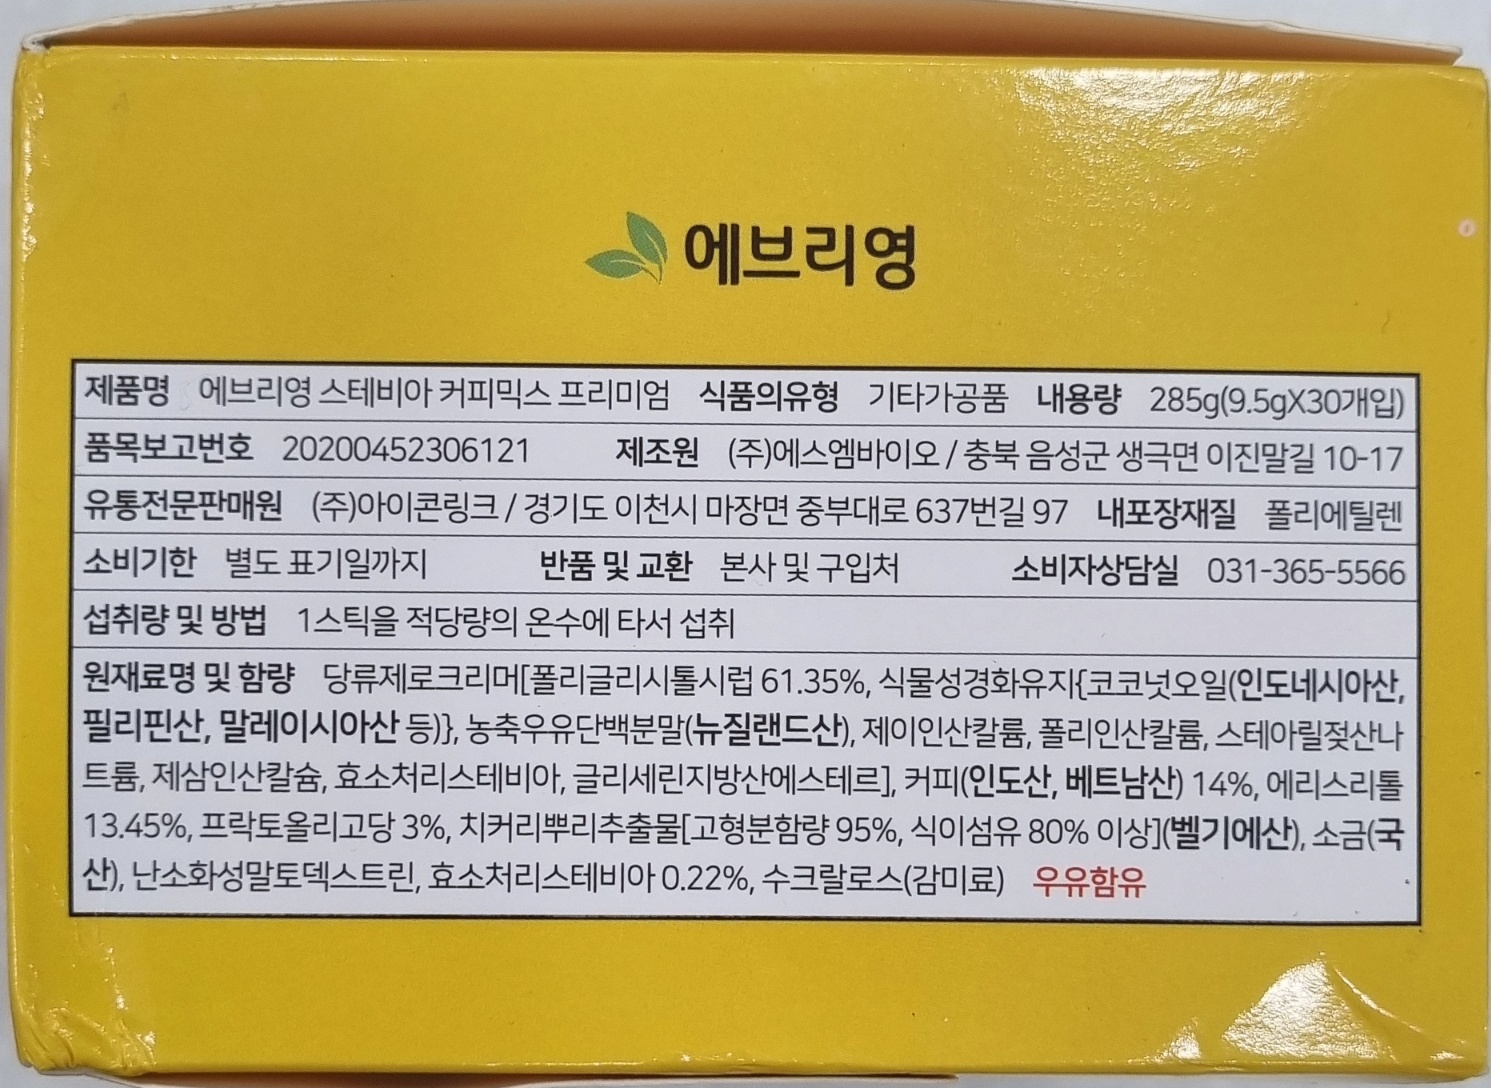 에브리영
제품명 에브리영 스테비아 커피믹스 프리미엄 식품의유형 기타가공품 내용량 285g(9.5gX30개입)
품목보고번호 20200452306121 제조원 (주)에스엠바이오 / 충북 음성군 생극면 이진말길 10-17
유통전문판매원 (주)아이콘링크 / 경기도 이천시 마장면 중부대로 637번길 97 내포장재질 폴리에틸렌
소비기한 별도 표기일까지 반품 및 교환 본사 및 구입처 소비자상담실 031-365-5566
섭취량 및 방법 1스틱을 적당량의 온수에 타서 섭취
원재료명 및 함량 당류제로크리머[폴리글리시톨시럽 61.35%, 식물성경화유지{코코넛오일(인도네시아산,
필리핀산, 말레이시아산 등)}, 농축우유단백분말(뉴질랜드산), 제이인산칼륨, 폴리인산칼륨, 스테아릴젖산나
트륨, 제삼인산칼슘, 효소처리스테비아, 글리세린지방산에스테르], 커피(인도산, 베트남산) 14%, 에리스리톨
13.45%, 프락토올리고당 3%, 치커리뿌리추출물[고형분함량 95%, 식이섬유 80% 이상](벨기에산), 소금(국
산), 난소화성말토덱스트린, 효소처리스테비아 0.22%, 수크랄로스(감미료) 우유함유